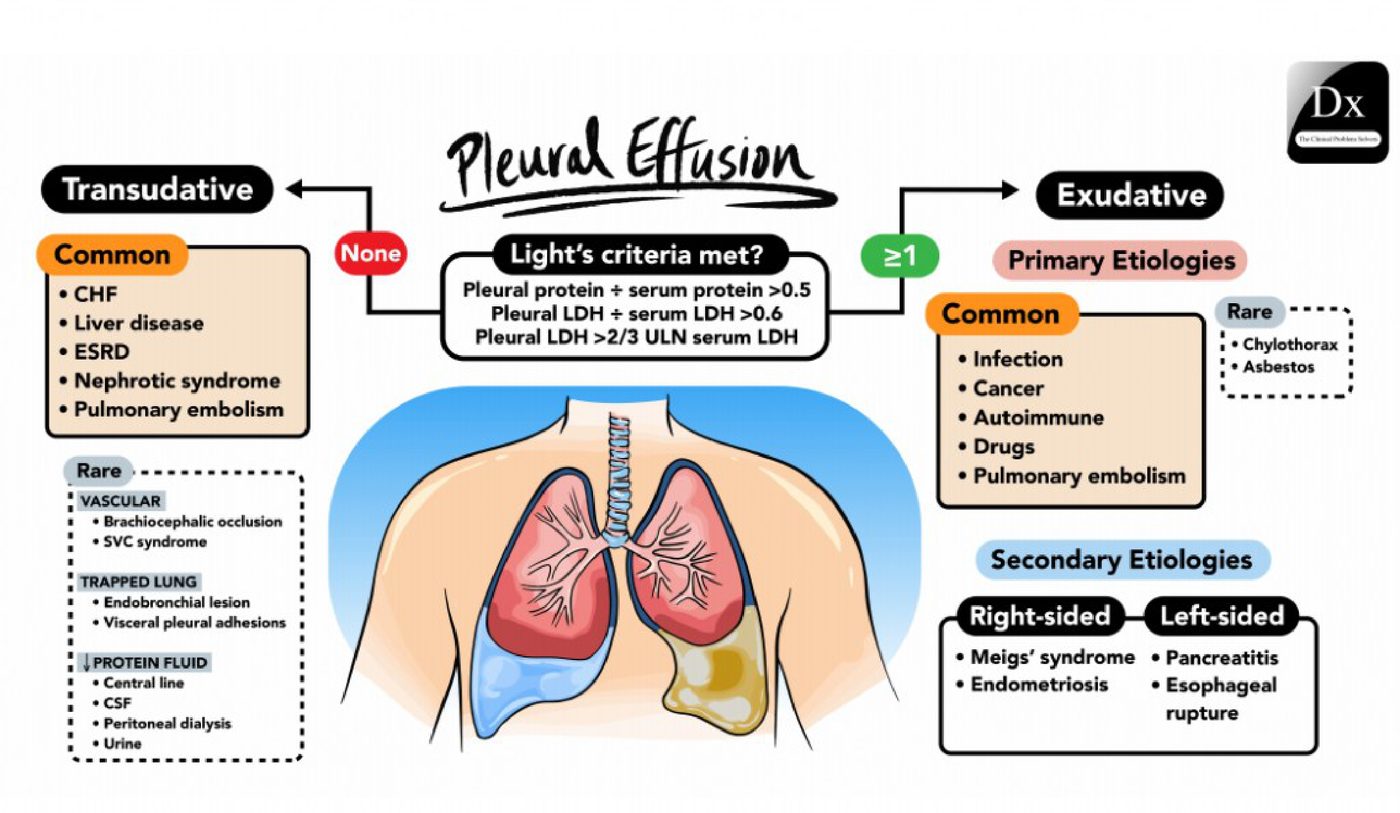 Dx
The Clinical Problem Solvers
Pleural Effusion
Transudative
None
Light's criteria met?
Pleural protein ÷ serum protein >0.5
Pleural LDH ÷ serum LDH >0.6
Pleural LDH >2/3 ULN serum LDH
≥1
Exudative
Common
• CHF
• Liver disease
• ESRD
• Nephrotic syndrome
• Pulmonary embolism
Rare
VASCULAR
• Brachiocephalic occlusion
• SVC syndrome
TRAPPED LUNG
• Endobronchial lesion
• Visceral pleural adhesions
↓PROTEIN FLUID
• Central line
• CSF
• Peritoneal dialysis
• Urine
Primary Etiologies
Common
• Infection
• Cancer
• Autoimmune
• Drugs
• Pulmonary embolism
Rare
• Chylothorax
• Asbestos
Secondary Etiologies
Right-sided
• Meigs' syndrome
• Endometriosis
Left-sided
• Pancreatitis
• Esophageal
rupture